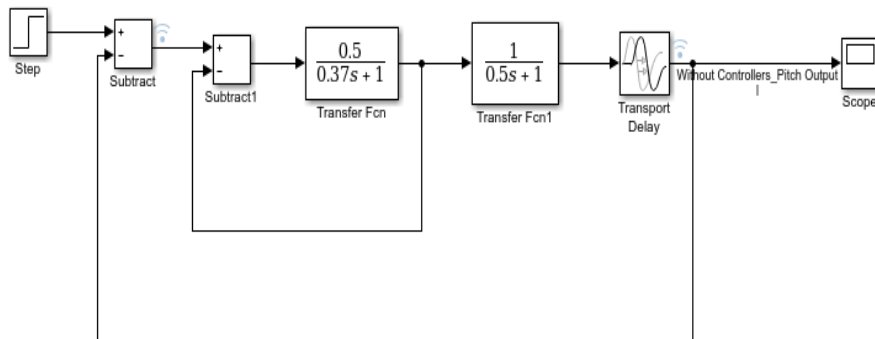 Step
+
−
Subtract
+
−
Subtract1
0.5
0.37s + 1
Transfer Fcn
1
0.5s + 1
Transfer Fcn1
Transport
Delay
Without Controllers_Pitch Output
l
Scope